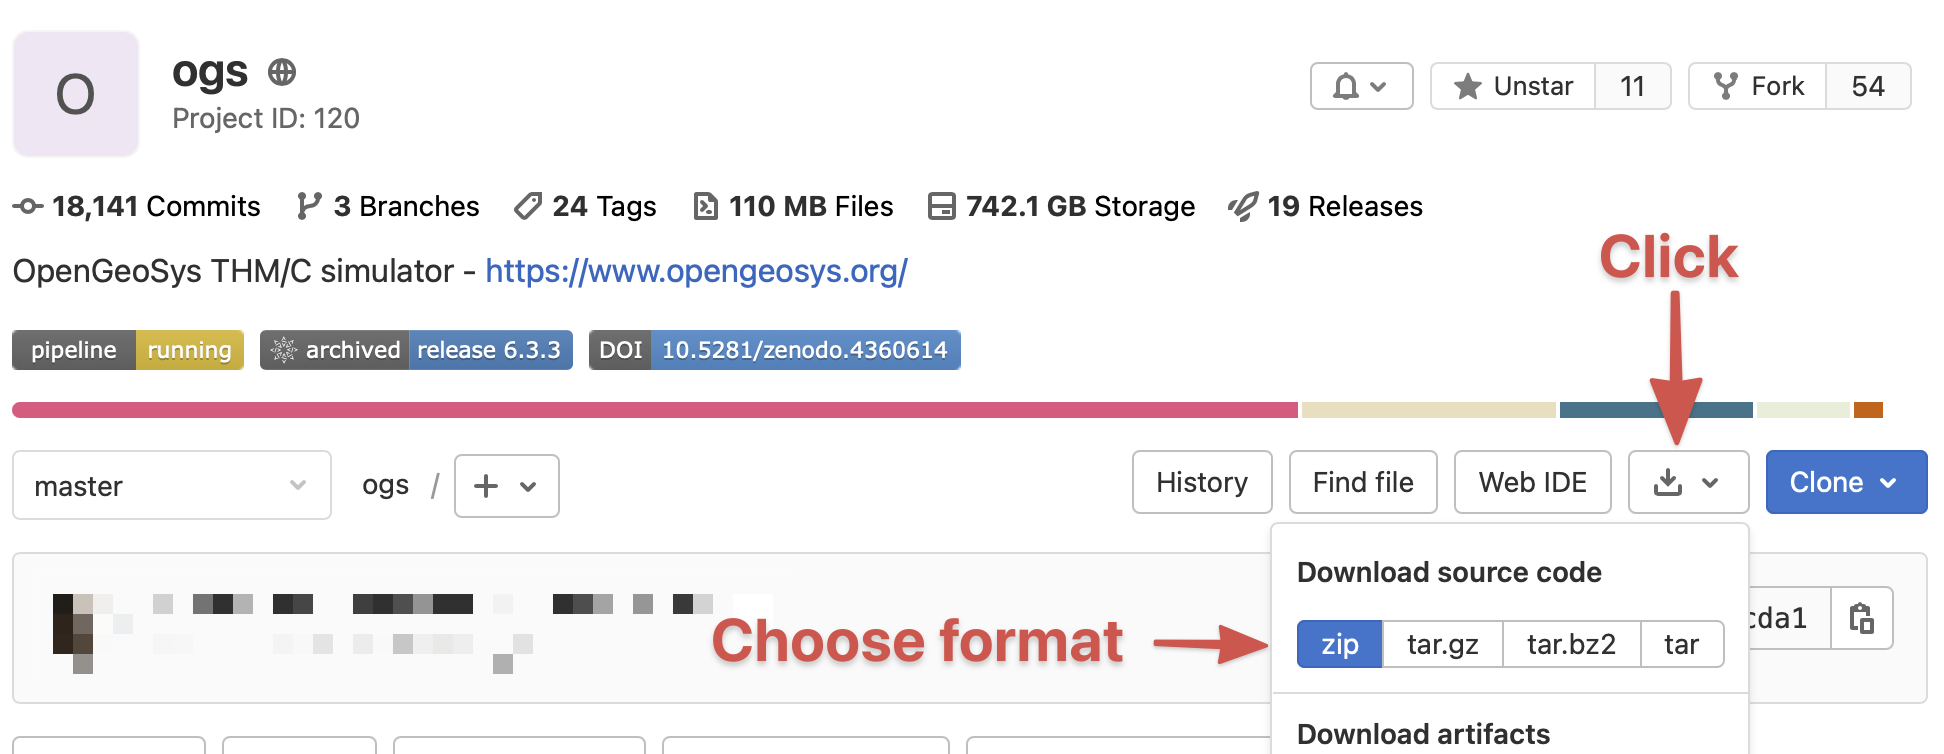 O
ogs
Project ID: 120
Unstar 11
Fork 54
18,141 Commits 3 Branches 24 Tags 110 MB Files 742.1 GB Storage 19 Releases
OpenGeoSys THM/C simulator - https://www.opengeosys.org/
Click
pipeline running archived release 6.3.3 DOI 10.5281/zenodo.4360614
master ogs / + History Find file Web IDE Clone
Download source code
cda1
Choose format
zip tar.gz tar.bz2 tar
Download artifacts